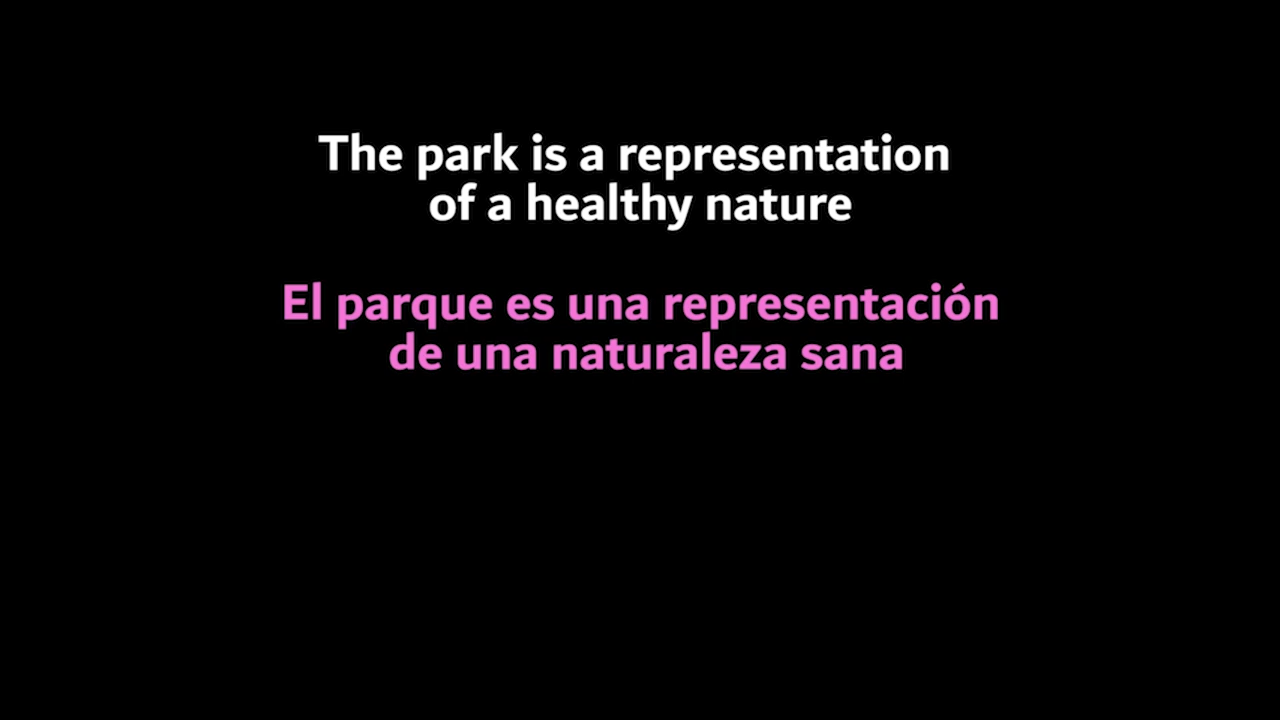 The park is a representation
of a healthy nature
El parque es una representación
de una naturaleza sana